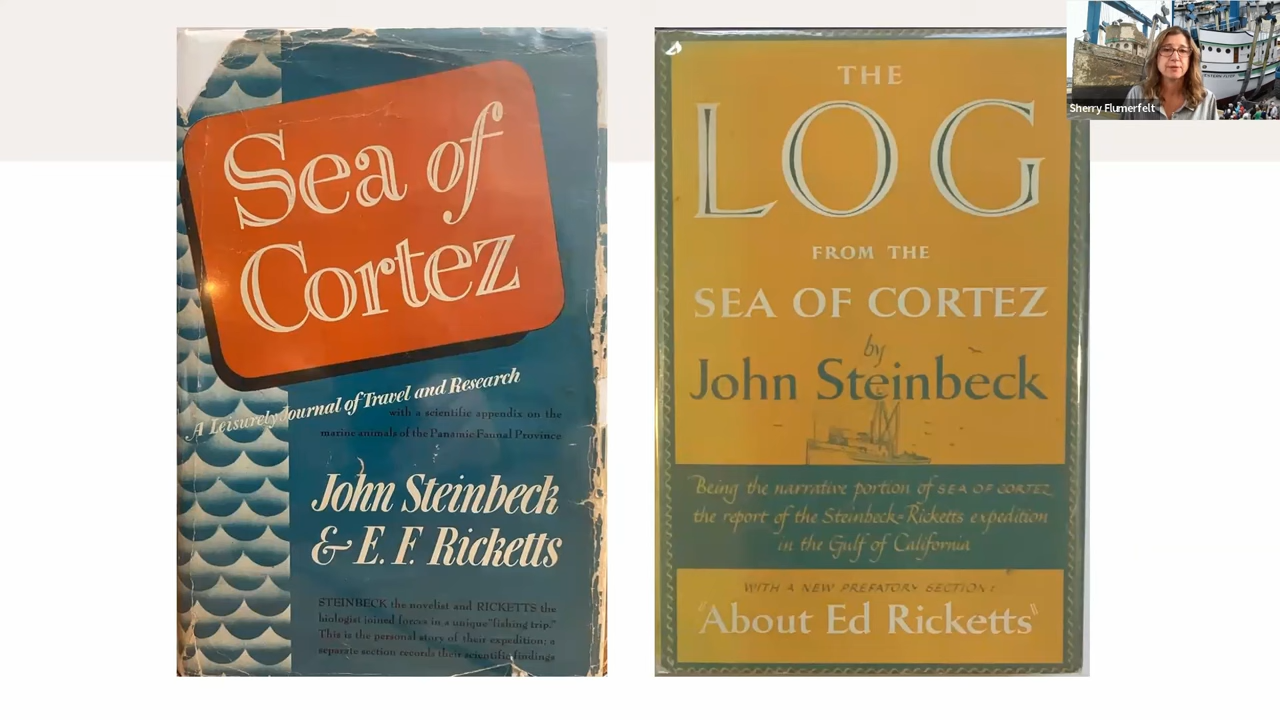 Sea of
Cortez
A Leisurely Journal of Travel and Research
with a scientific appendix on the
marine animals of the Panamic Faunal Province
John Steinbeck
& E. F. Ricketts
STEINBECK the novelist and RICKETTS the
biologist joined forces in a unique "fishing trip."
This is the personal story of their expedition; a
separate section records their scientific findings
THE
LOG
FROM THE
SEA OF CORTEZ
by
John Steinbeck
Being the narrative portion of SEA OF CORTEZ
the report of the Steinbeck-Ricketts expedition
in the Gulf of California
WITH A NEW PREFATORY SECTION:
"About Ed Ricketts"
WESTERN FLYER
Sherry Flumerfelt